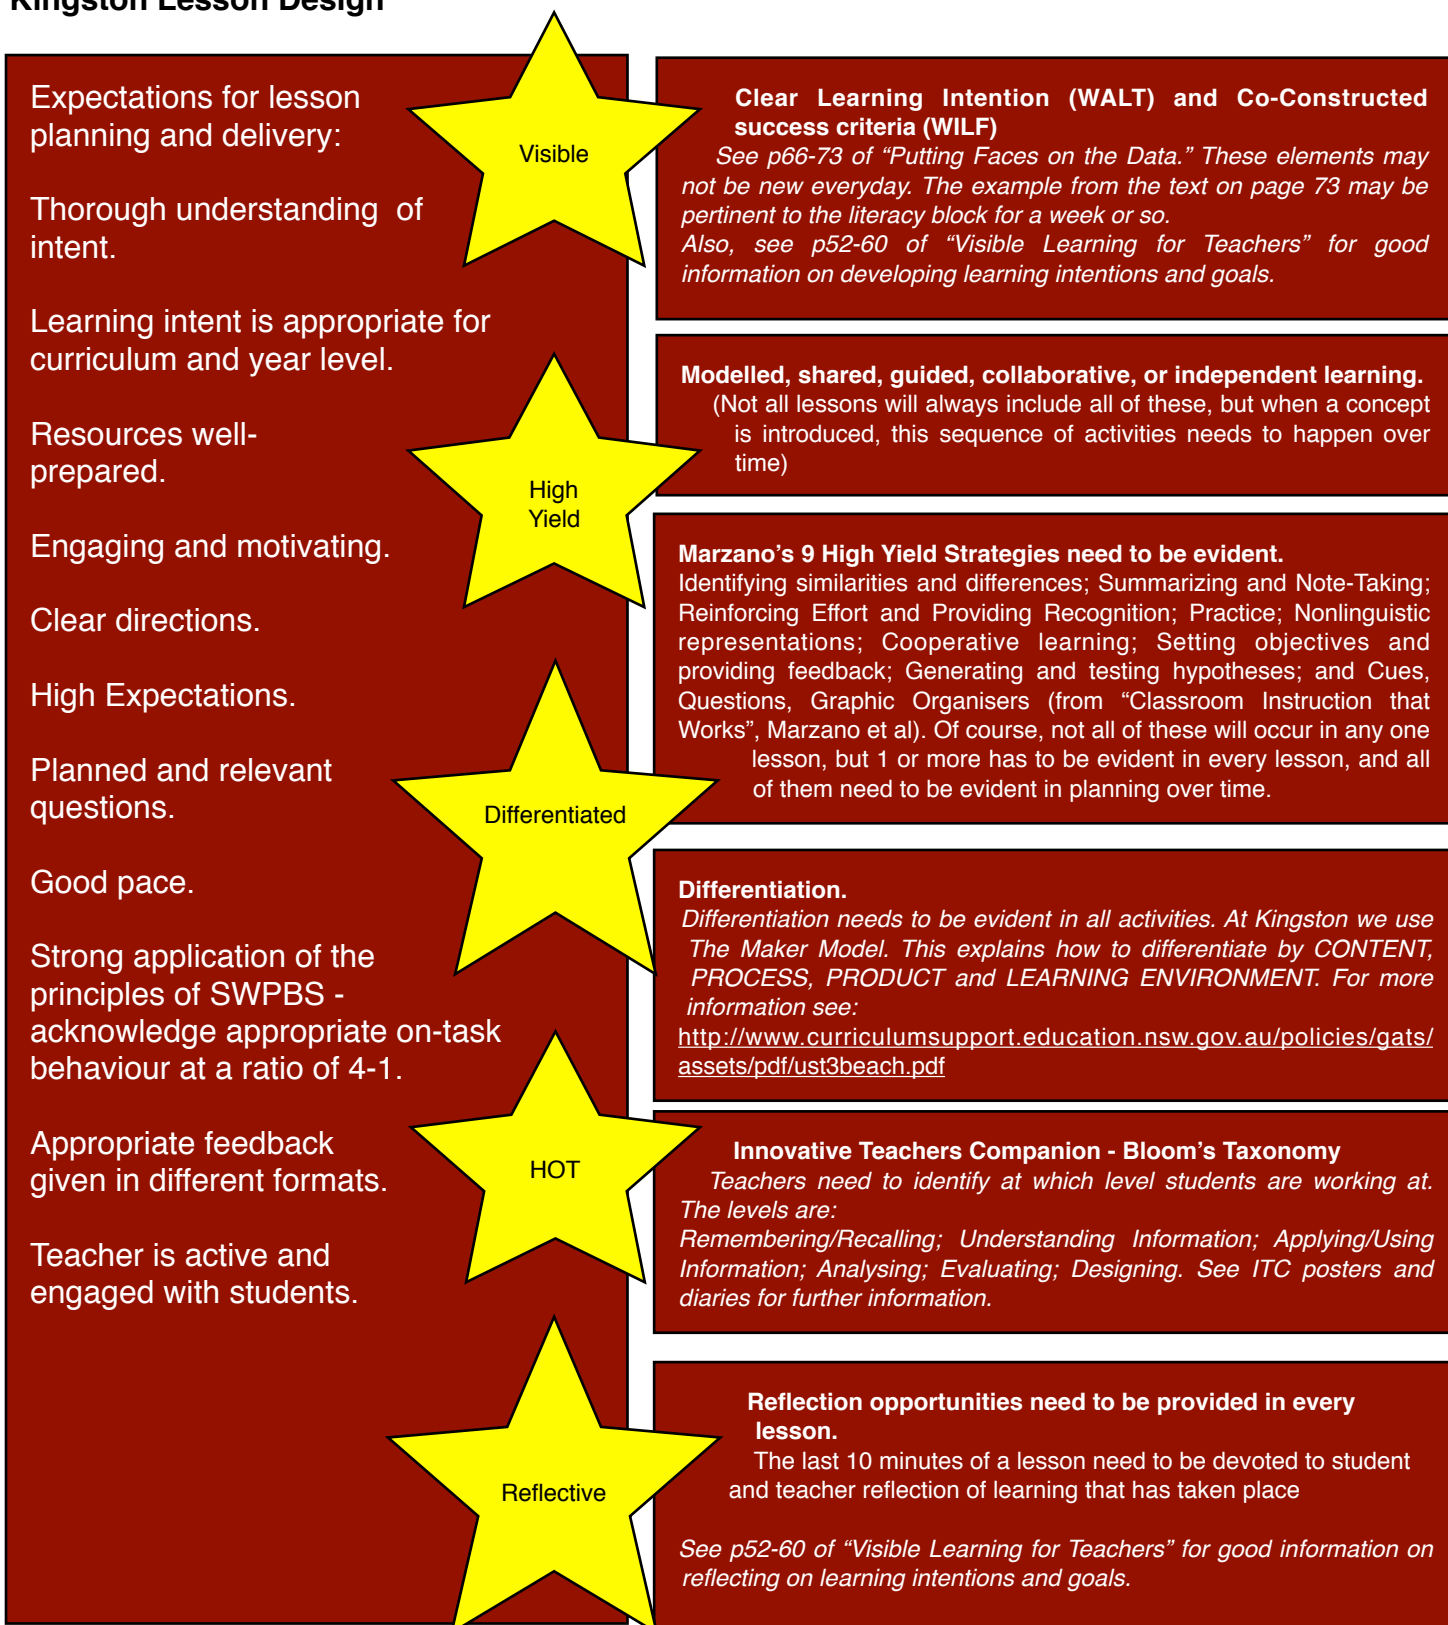 Kingston Lesson Design
Expectations for lesson
planning and delivery:
Thorough understanding of
intent.
Learning intent is appropriate for
curriculum and year level.
Resources well-
prepared.
Engaging and motivating.
Clear directions.
High Expectations.
Planned and relevant
questions.
Good pace.
Strong application of the
principles of SWPBS -
acknowledge appropriate on-task
behaviour at a ratio of 4-1.
Appropriate feedback
given in different formats.
Teacher is active and
engaged with students.
Visible
Clear Learning Intention (WALT) and Co-Constructed
success criteria (WILF)
See p66-73 of “Putting Faces on the Data.” These elements may
not be new everyday. The example from the text on page 73 may be
pertinent to the literacy block for a week or so.
Also, see p52-60 of “Visible Learning for Teachers” for good
information on developing learning intentions and goals.
High
Yield
Modelled, shared, guided, collaborative, or independent learning.
(Not all lessons will always include all of these, but when a concept
is introduced, this sequence of activities needs to happen over
time)
Marzano’s 9 High Yield Strategies need to be evident.
Identifying similarities and differences; Summarizing and Note-Taking;
Reinforcing Effort and Providing Recognition; Practice; Nonlinguistic
representations; Cooperative learning; Setting objectives and
providing feedback; Generating and testing hypotheses; and Cues,
Questions, Graphic Organisers (from “Classroom Instruction that
Works”, Marzano et al). Of course, not all of these will occur in any one
lesson, but 1 or more has to be evident in every lesson, and all
of them need to be evident in planning over time.
Differentiated
Differentiation.
Differentiation needs to be evident in all activities. At Kingston we use
The Maker Model. This explains how to differentiate by CONTENT,
PROCESS, PRODUCT and LEARNING ENVIRONMENT. For more
information see:
http://www.curriculumsupport.education.nsw.gov.au/policies/gats/
assets/pdf/ust3beach.pdf
HOT
Innovative Teachers Companion - Bloom’s Taxonomy
Teachers need to identify at which level students are working at.
The levels are:
Remembering/Recalling; Understanding Information; Applying/Using
Information; Analysing; Evaluating; Designing. See ITC posters and
diaries for further information.
Reflective
Reflection opportunities need to be provided in every
lesson.
The last 10 minutes of a lesson need to be devoted to student
and teacher reflection of learning that has taken place
See p52-60 of “Visible Learning for Teachers” for good information on
reflecting on learning intentions and goals.